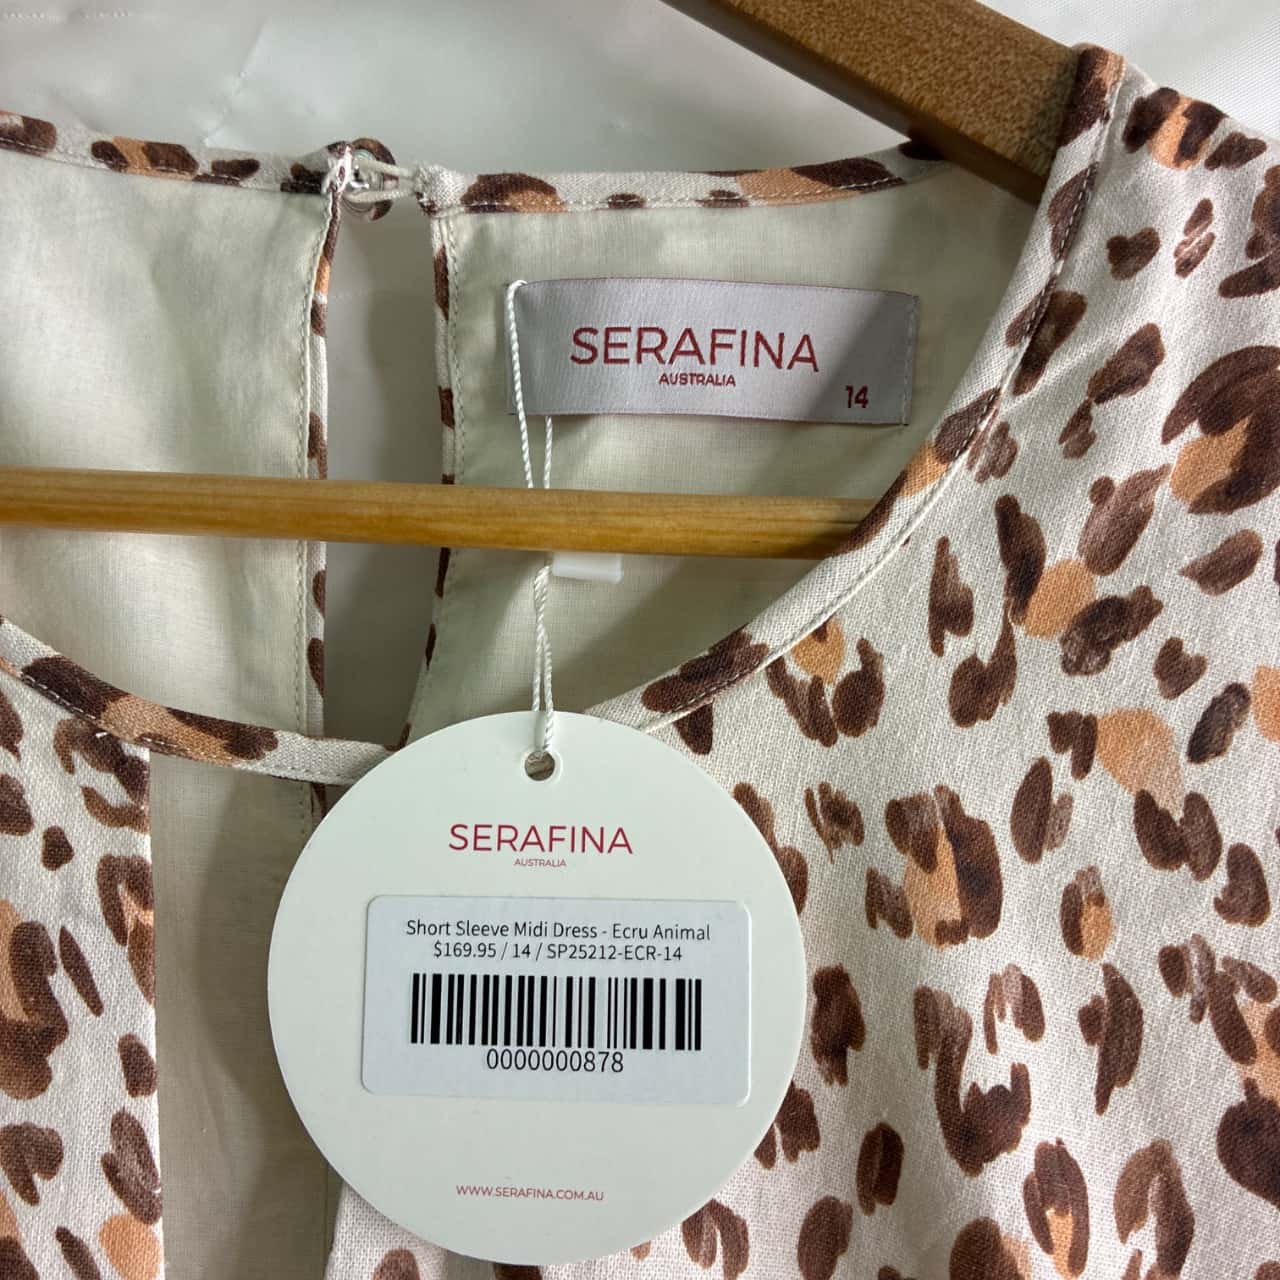 SERAFINA
AUSTRALIA
14
SERAFINA
AUSTRALIA
Short Sleeve Midi Dress - Ecru Animal
$169.95 / 14 / SP25212-ECR-14
0000000878
WWW.SERAFINA.COM.AU